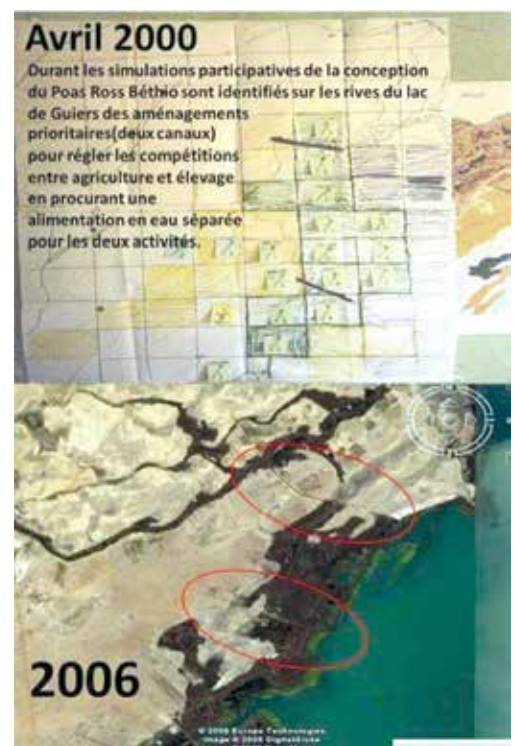 Avril 2000
Durant les simulations participatives de la conception
du Poas Ross Béthio sont identifiés sur les rives du lac
de Guiers des aménagements
prioritaires(deux canaux)
pour régler les compétitions
entre agriculture et élevage
en procurant une
alimentation en eau séparée
pour les deux activités.
2006
© 2008 Europa Technologies
Image © 2008 DigitalGlobe